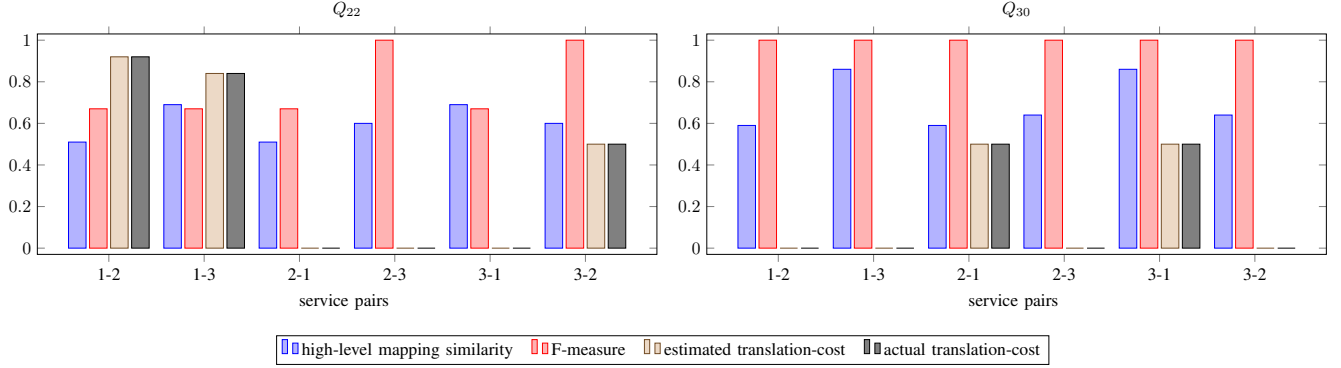 Q22
1
0.8
0.6
0.4
0.2
0
1-2 1-3 2-1 2-3 3-1 3-2
service pairs
Q30
1
0.8
0.6
0.4
0.2
0
1-2 1-3 2-1 2-3 3-1 3-2
service pairs
high-level mapping similarity F-measure estimated translation-cost actual translation-cost